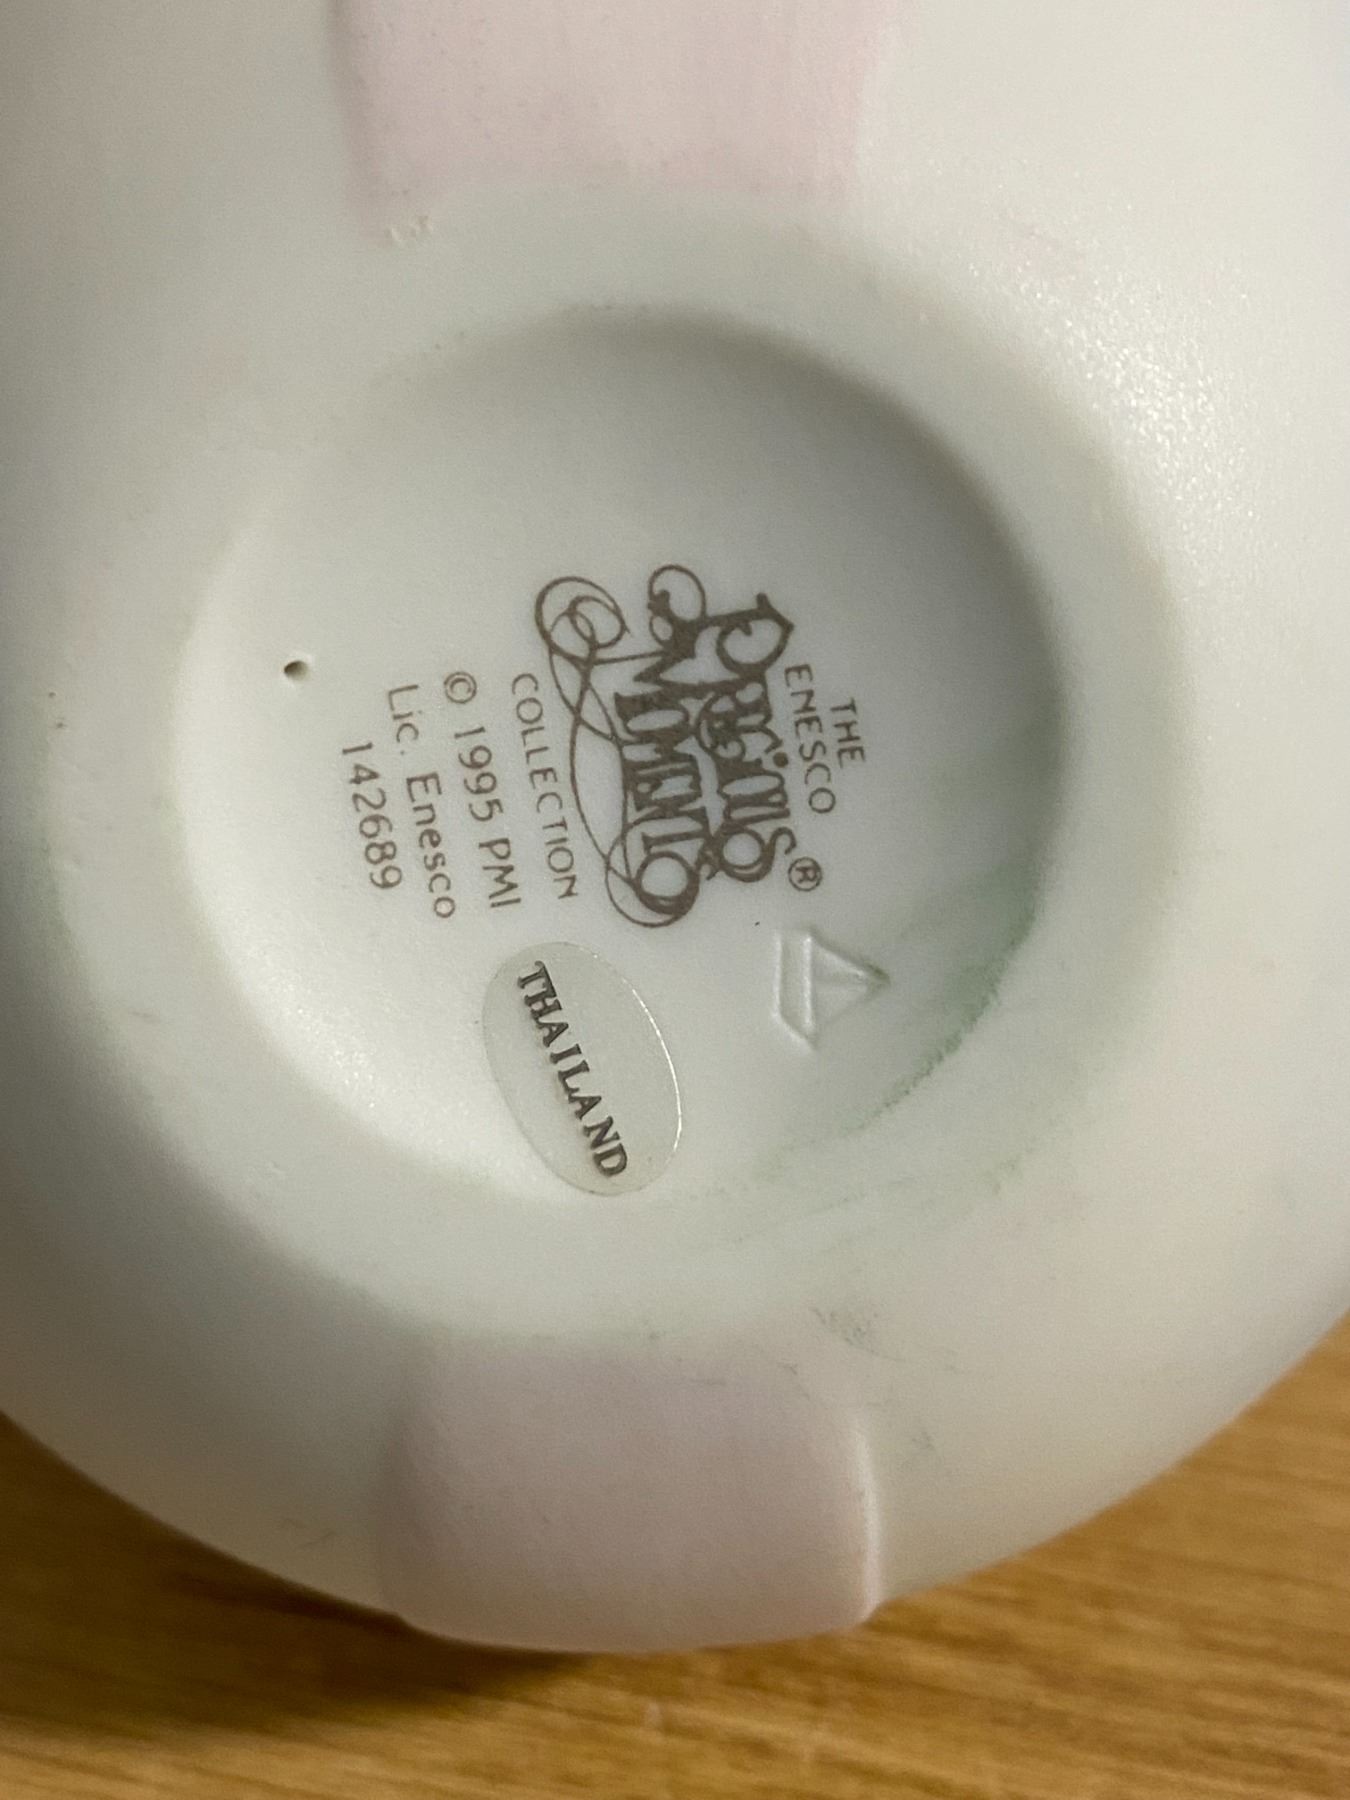 THE
ENESCO
Precious®
MOMENTS
COLLECTION
© 1995 PMI
Lic. Enesco
142689
THAILAND